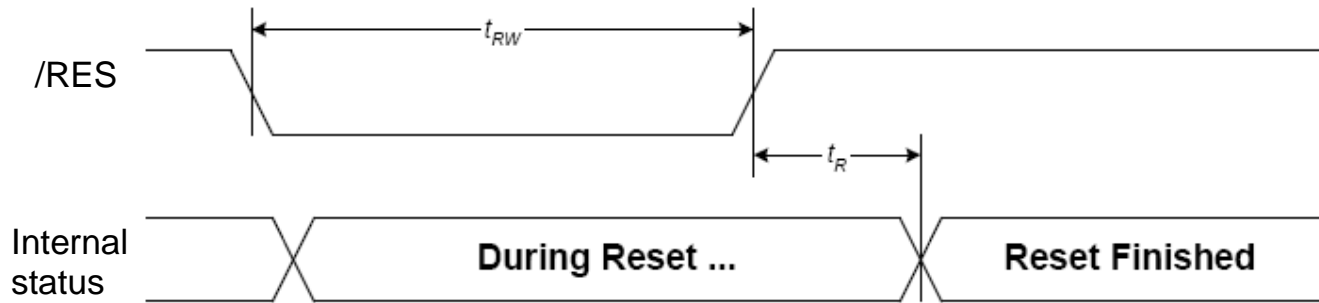 t_RW
/RES
t_R
Internal
status
During Reset ...
Reset Finished